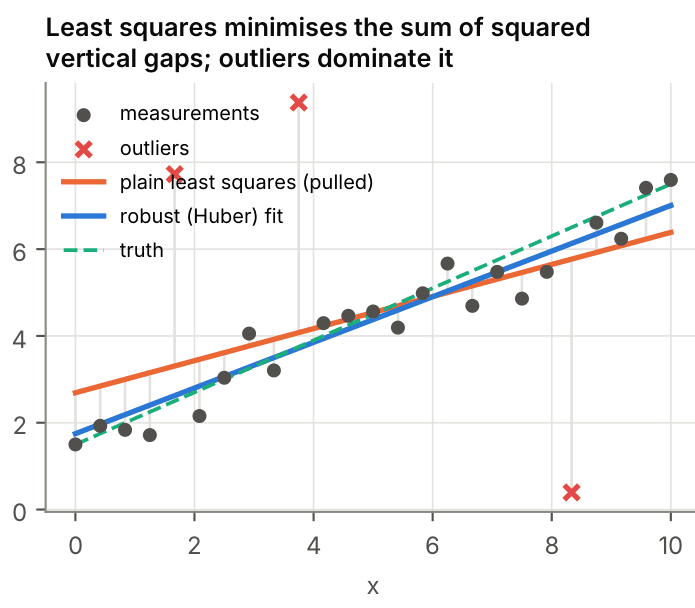 Least squares minimises the sum of squared
vertical gaps; outliers dominate it
measurements
outliers
plain least squares (pulled)
robust (Huber) fit
truth
8
6
4
2
0
0 2 4 6 8 10
x